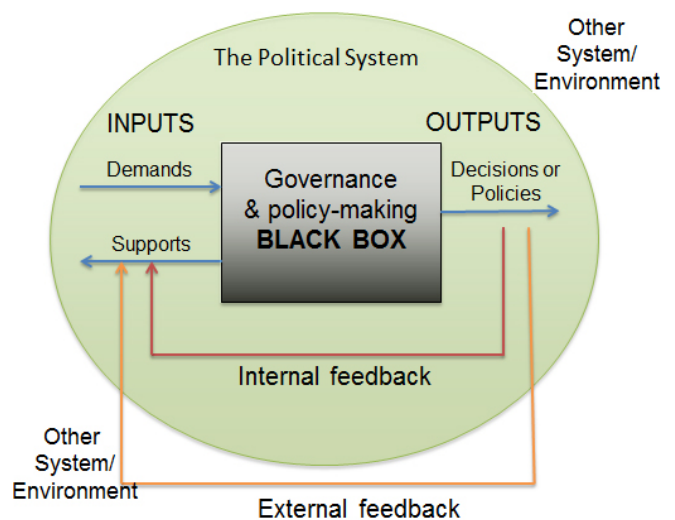 Other
System/
Environment
The Political System
INPUTS
OUTPUTS
Demands
Decisions or
Policies
Governance
& policy-making
BLACK BOX
Supports
Internal feedback
Other
System/
Environment
External feedback